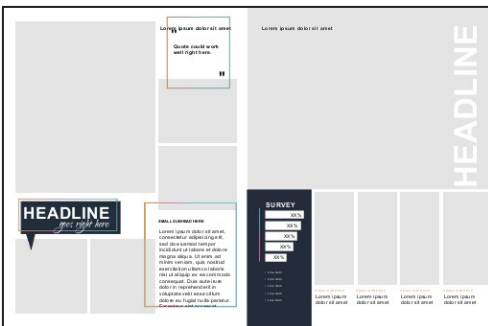 Lorem ipsum dolor sit amet
"
Quote could work
well right here.
"
HEADLINE
goes right here
SMALL SUBHEAD HERE
Lorem ipsum dolor sit amet,
consectetur adipisicing elit,
sed do eiusmod tempor
incididunt ut labore et dolore
magna aliqua. Ut enim ad
minim veniam, quis nostrud
exercitation ullamco laboris
nisi ut aliquip ex ea commodo
consequat. Duis aute irure
dolor in reprehenderit in
voluptate velit esse cillum
dolore eu fugiat nulla pariatur.
Excepteur sint occaecat
Lorem ipsum dolor sit amet
HEADLINE
SURVEY
XX%
XX%
XX%
XX%
XX%
Lorem ipsum
dolor sit amet
Lorem ipsum
dolor sit amet
Lorem ipsum
dolor sit amet
Lorem ipsum
dolor sit amet